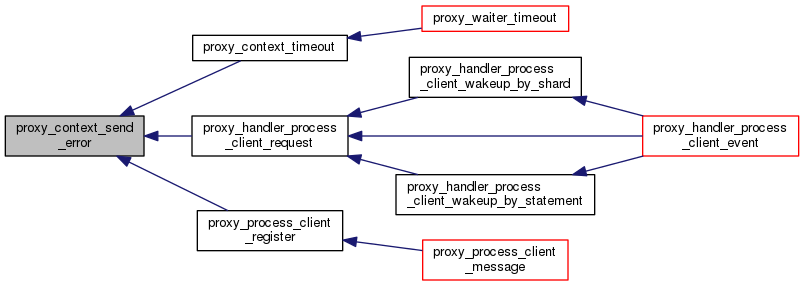 proxy_context_send
_error
proxy_context_timeout
proxy_waiter_timeout
proxy_handler_process
_client_request
proxy_handler_process
_client_wakeup_by_shard
proxy_handler_process
_client_event
proxy_handler_process
_client_wakeup_by_statement
proxy_process_client
_register
proxy_process_client
_message